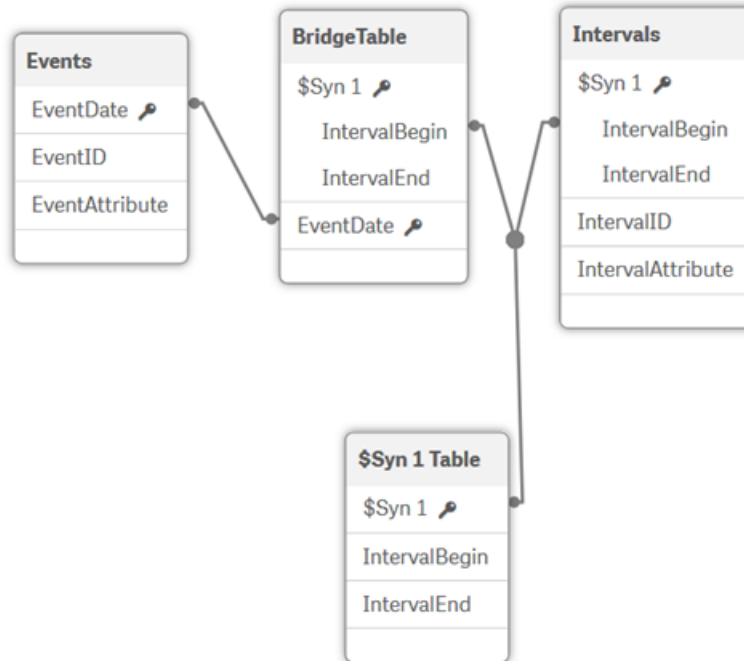 Events
EventDate
EventID
EventAttribute
BridgeTable
$Syn 1
IntervalBegin
IntervalEnd
EventDate
Intervals
$Syn 1
IntervalBegin
IntervalEnd
IntervalID
IntervalAttribute
$Syn 1 Table
$Syn 1
IntervalBegin
IntervalEnd